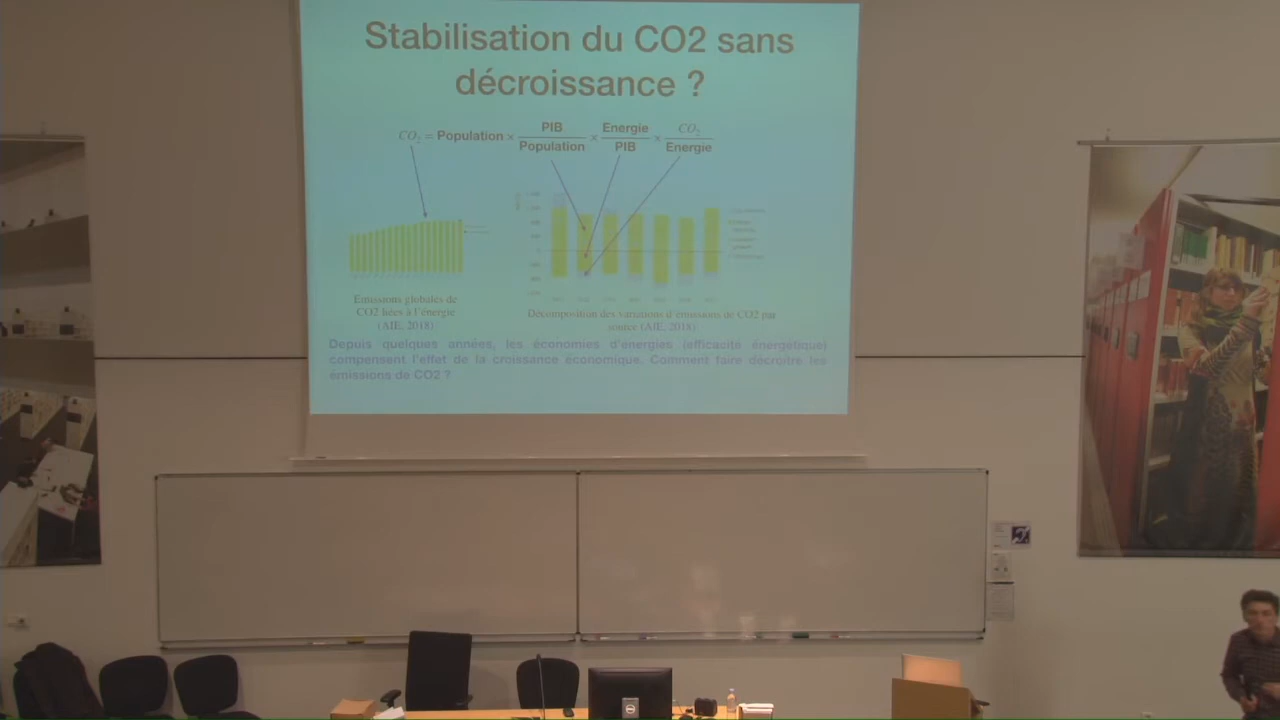 Stabilisation du CO2 sans
décroissance ?
CO2 = Population × PIB / Population × Energie / PIB × CO2 / Energie
Emissions globales de
CO2 liées à l'énergie
(AIE, 2018)
Décomposition des variations d'émissions de CO2 par
source (AIE, 2018)
Depuis quelques années, les économies d'énergies (efficacité énergétique)
compensent l'effet de la croissance économique. Comment faire décroître les
émissions de CO2 ?
DELL